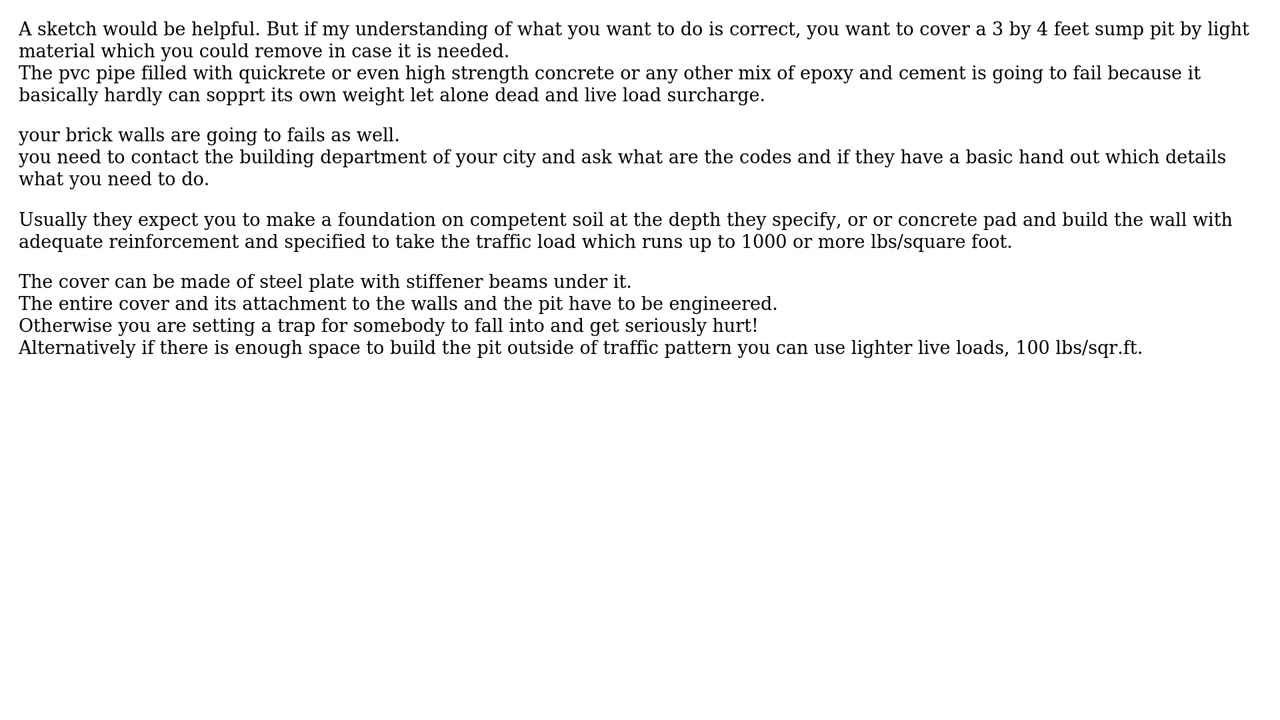 A sketch would be helpful. But if my understanding of what you want to do is correct, you want to cover a 3 by 4 feet sump pit by light
material which you could remove in case it is needed.
The pvc pipe filled with quickrete or even high strength concrete or any other mix of epoxy and cement is going to fail because it
basically hardly can sopprt its own weight let alone dead and live load surcharge.
your brick walls are going to fails as well.
you need to contact the building department of your city and ask what are the codes and if they have a basic hand out which details
what you need to do.
Usually they expect you to make a foundation on competent soil at the depth they specify, or or concrete pad and build the wall with
adequate reinforcement and specified to take the traffic load which runs up to 1000 or more lbs/square foot.
The cover can be made of steel plate with stiffener beams under it.
The entire cover and its attachment to the walls and the pit have to be engineered.
Otherwise you are setting a trap for somebody to fall into and get seriously hurt!
Alternatively if there is enough space to build the pit outside of traffic pattern you can use lighter live loads, 100 lbs/sqr.ft.